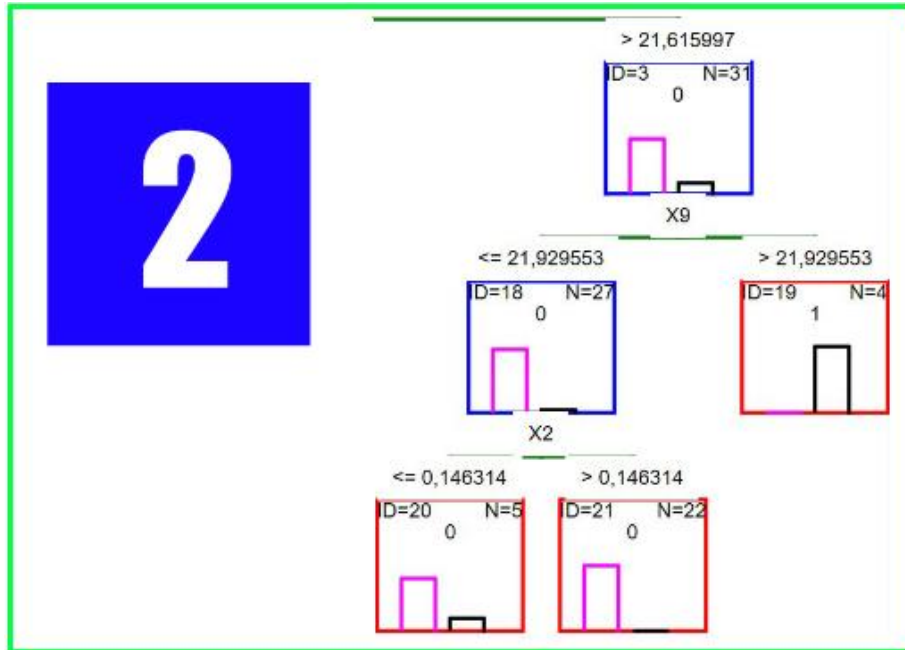 2
> 21,615997
ID=3 N=31
0
X9
<= 21,929553 > 21,929553
ID=18 N=27 ID=19 N=4
0 1
X2
<= 0,146314 > 0,146314
ID=20 N=5 ID=21 N=22
0 0